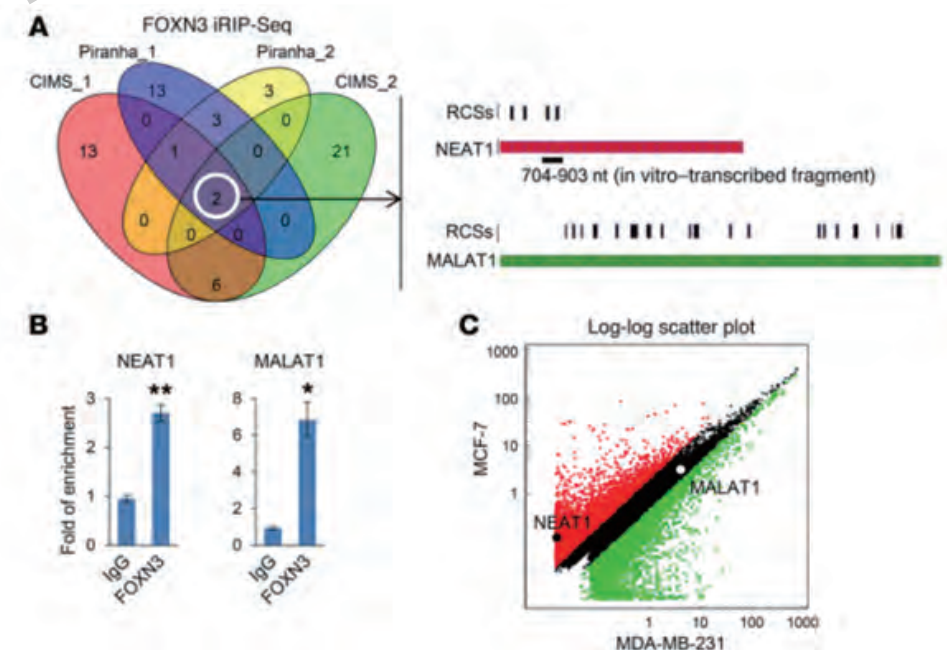 A
FOXN3 iRIP-Seq
Piranha_1 Piranha_2
CIMS_1 CIMS_2
13 3
0 3 0
13 1 0 21
2
0 0 0 0
6
RCSs
NEAT1
704-903 nt (in vitro–transcribed fragment)
RCSs
MALAT1
B
NEAT1 MALAT1
Fold of enrichment
3
2
1
0
**
IgG
FOXN3
8
6
4
2
0
*
IgG
FOXN3
C
Log-log scatter plot
MCF-7
1000
100
10
1
NEAT1
MALAT1
1 10 100 1000
MDA-MB-231